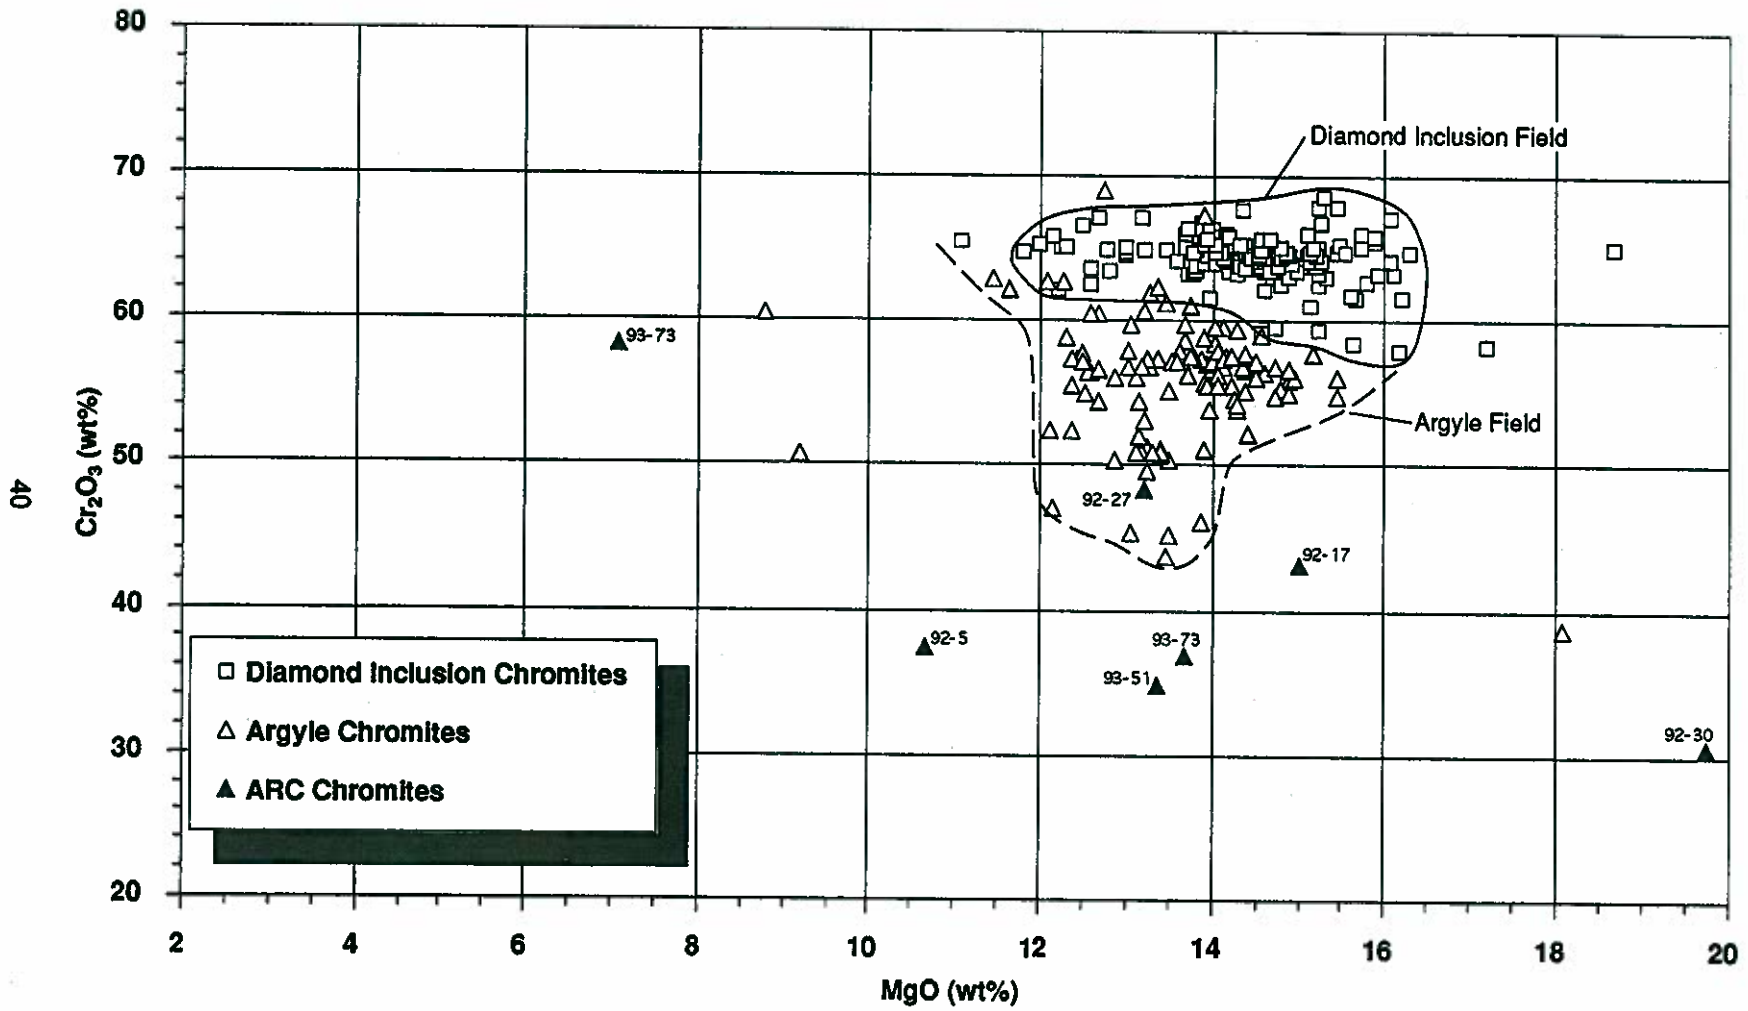 80
70
60
50
40
30
20
Cr₂O₃ (wt%)
40
Diamond Inclusion Field
Argyle Field
93-73
92-27
92-17
92-5
93-73
93-51
92-30
Diamond Inclusion Chromites
Argyle Chromites
ARC Chromites
2 4 6 8 10 12 14 16 18 20
MgO (wt%)